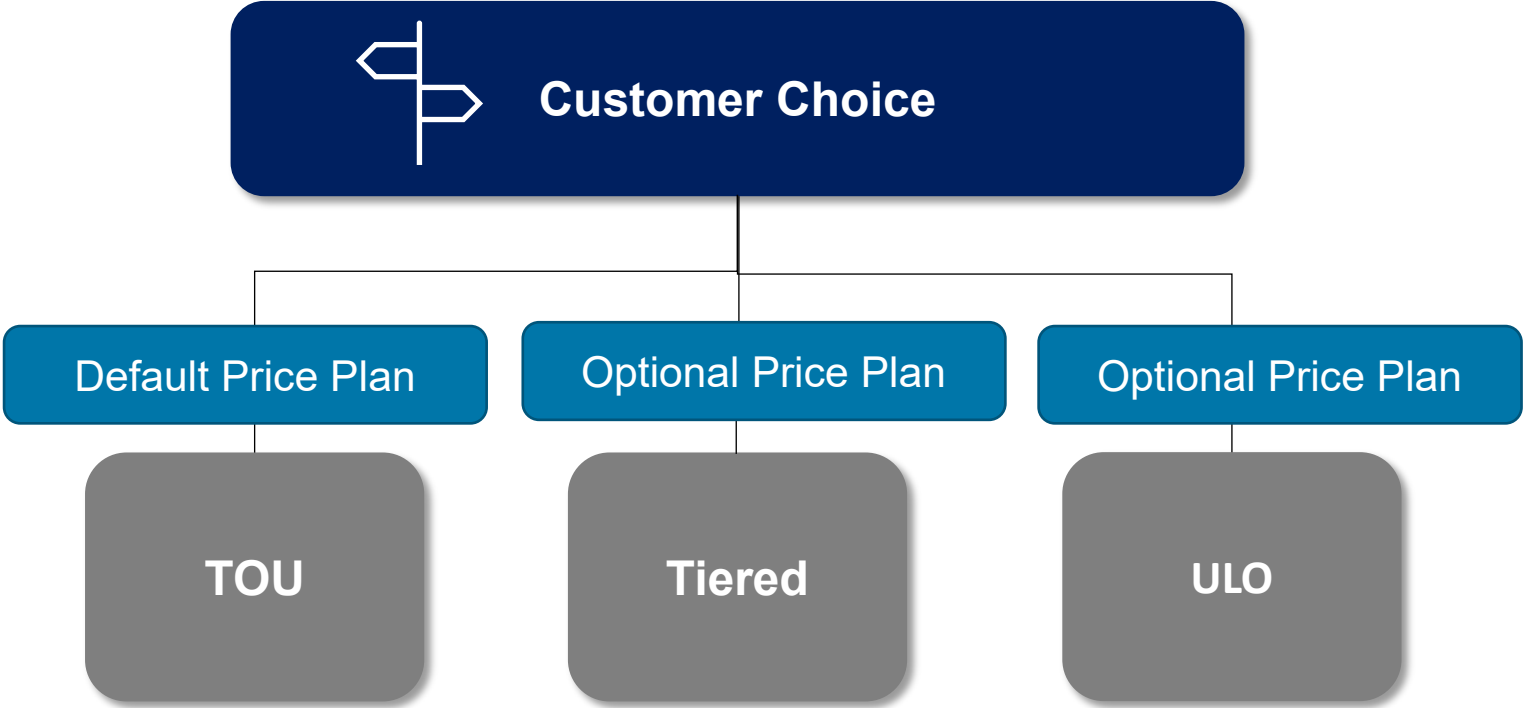 Customer Choice
Default Price Plan
Optional Price Plan
Optional Price Plan
TOU
Tiered
ULO